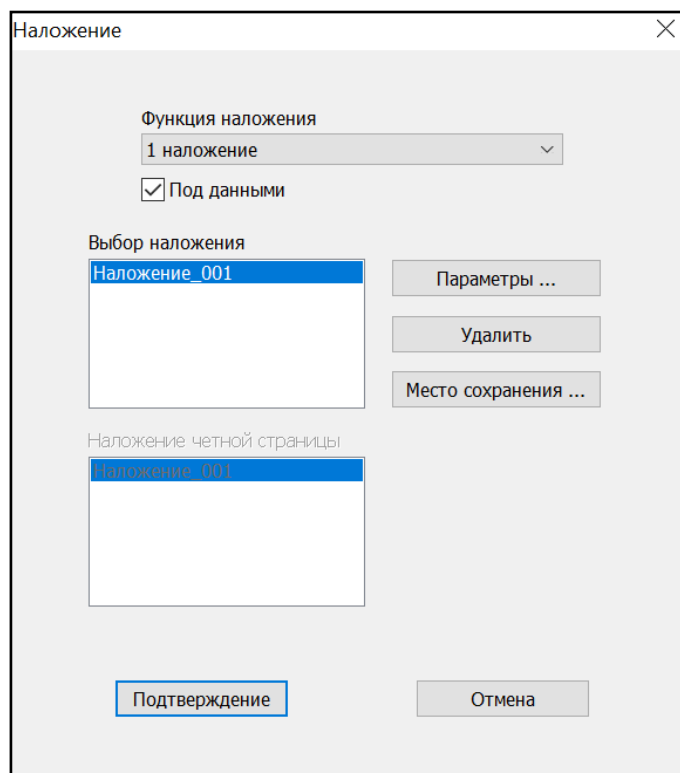 Наложение
Функция наложения
1 наложение
Под данными
Выбор наложения
Наложение_001
Параметры ...
Удалить
Место сохранения ...
Наложение четной страницы
Наложение_001
Подтверждение
Отмена